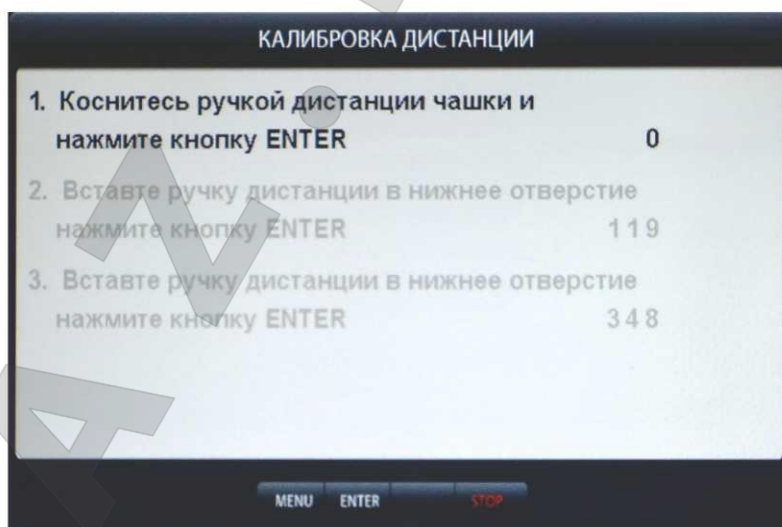 КАЛИБРОВКА ДИСТАНЦИИ
1. Коснитесь ручкой дистанции чашки и
нажмите кнопку ENTER 0
2. Вставте ручку дистанции в нижнее отверстие
нажмите кнопку ENTER 119
3. Вставте ручку дистанции в нижнее отверстие
нажмите кнопку ENTER 348
MENU ENTER STOP